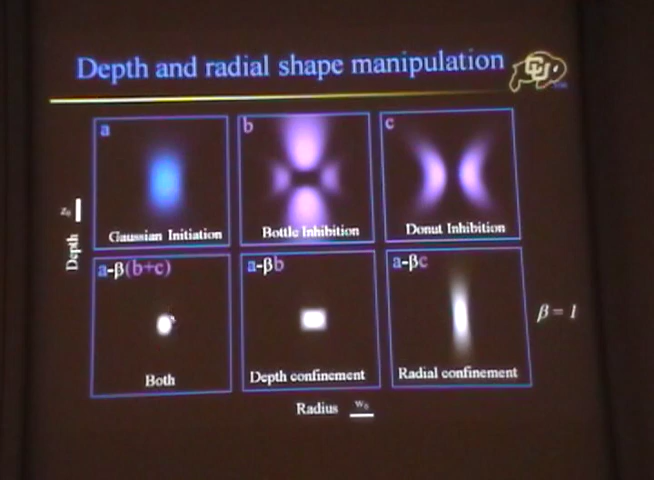 Depth and radial shape manipulation
CU
a
b
c
Gaussian Initiation
Bottle Inhibition
Donut Inhibition
z₀
Depth
a-β(b+c)
a-βb
a-βc
β = 1
Both
Depth confinement
Radial confinement
Radius w₀